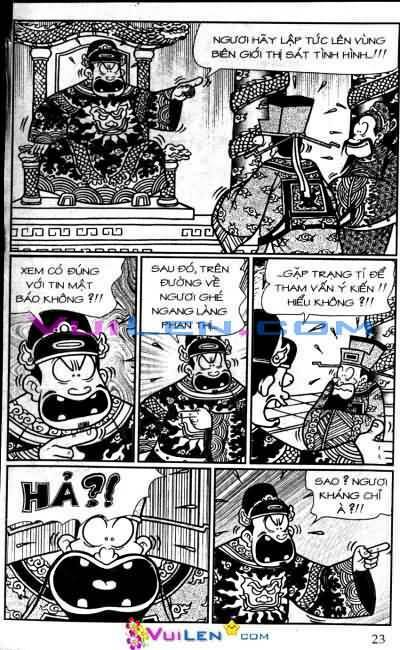 NGƯƠI HÃY LẬP TỨC LÊN VÙNG
BIÊN GIỚI THỊ SÁT TÌNH HÌNH...!!!
XEM CÓ ĐÚNG
VỚI TIN MẬT
BÁO KHÔNG ?!!
SAU ĐÓ, TRÊN
ĐƯỜNG VỀ
NGƯƠI GHÉ
NGANG LÀNG
PHAN THỊ
...GẶP TRẠNG TÍ ĐỂ
THAM VẤN Ý KIẾN !!
HIỂU KHÔNG ?!!
VUILEN.COM
HẢ?!!
SAO ? NGƯƠI
KHÁNG CHỈ
À ?!!
23
VUILEN.COM